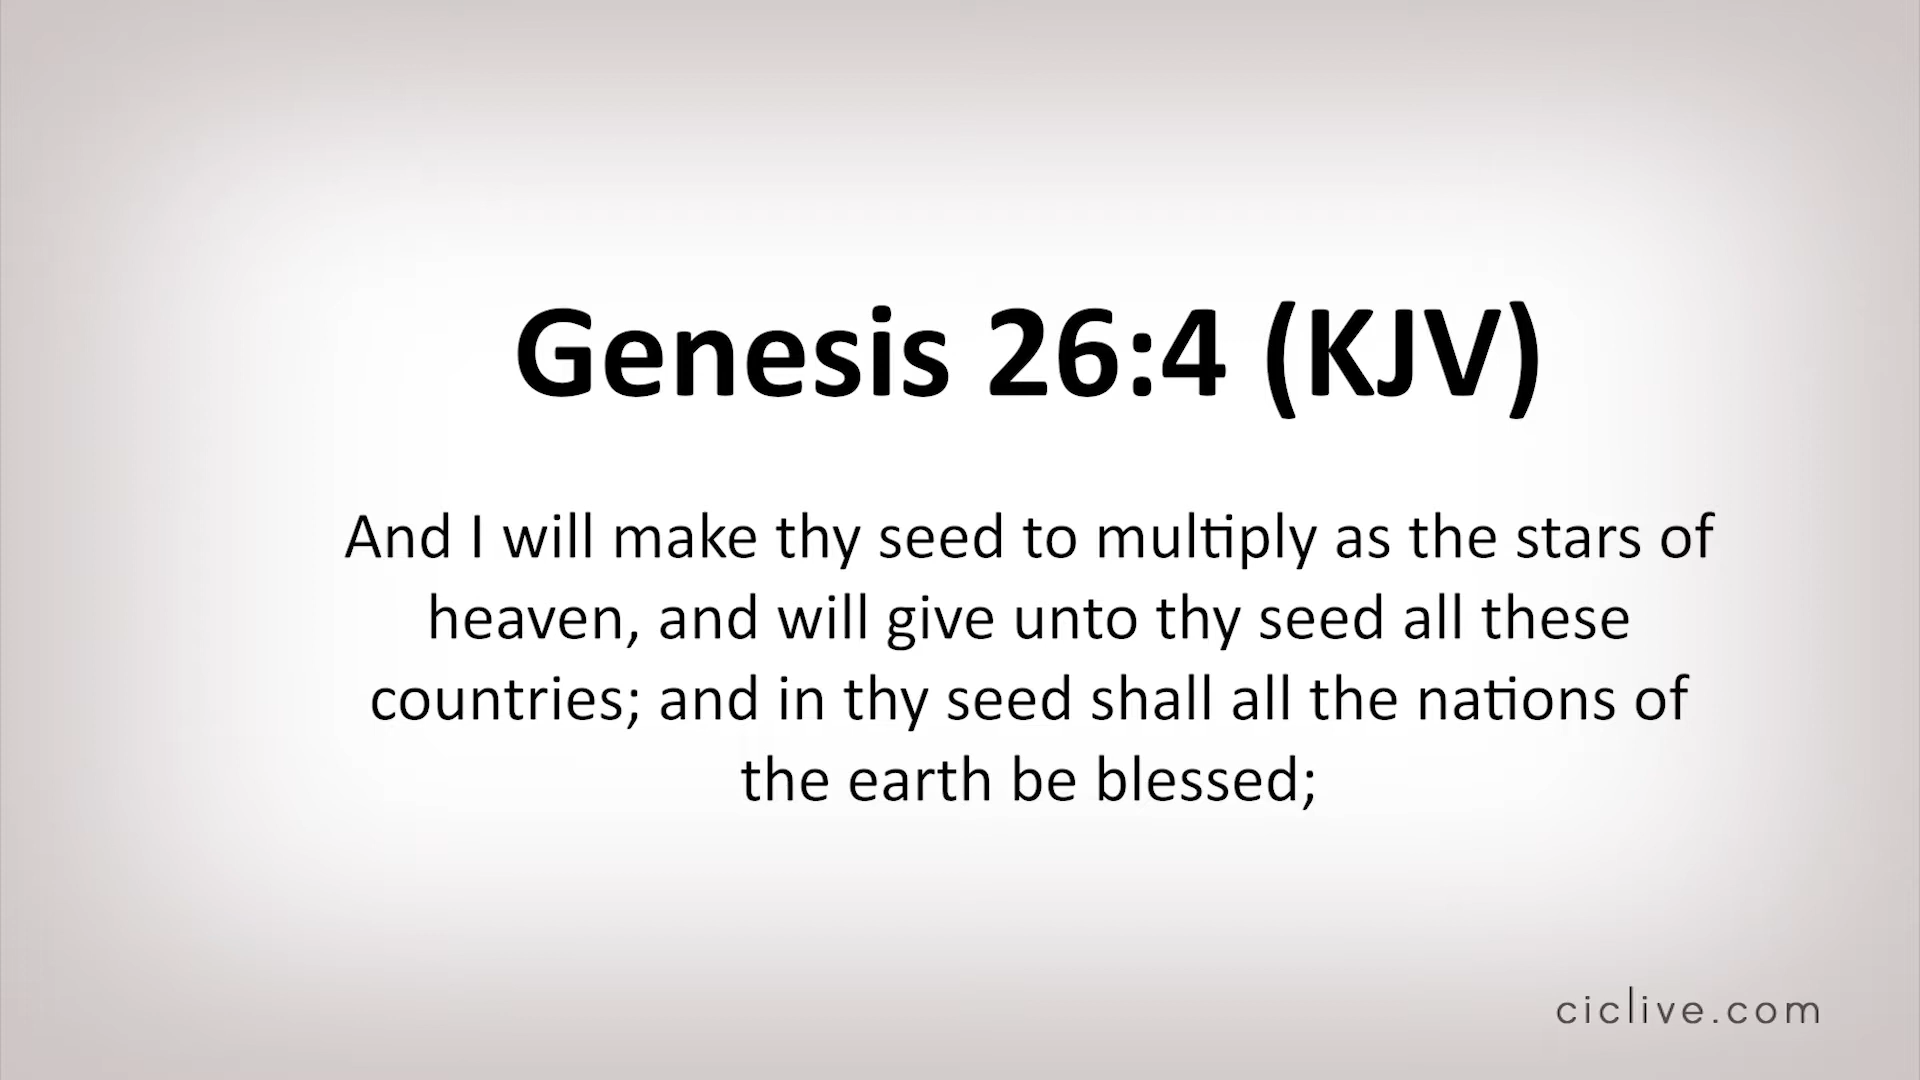 Genesis 26:4 (KJV)
And I will make thy seed to multiply as the stars of
heaven, and will give unto thy seed all these
countries; and in thy seed shall all the nations of
the earth be blessed;
ciclive.com